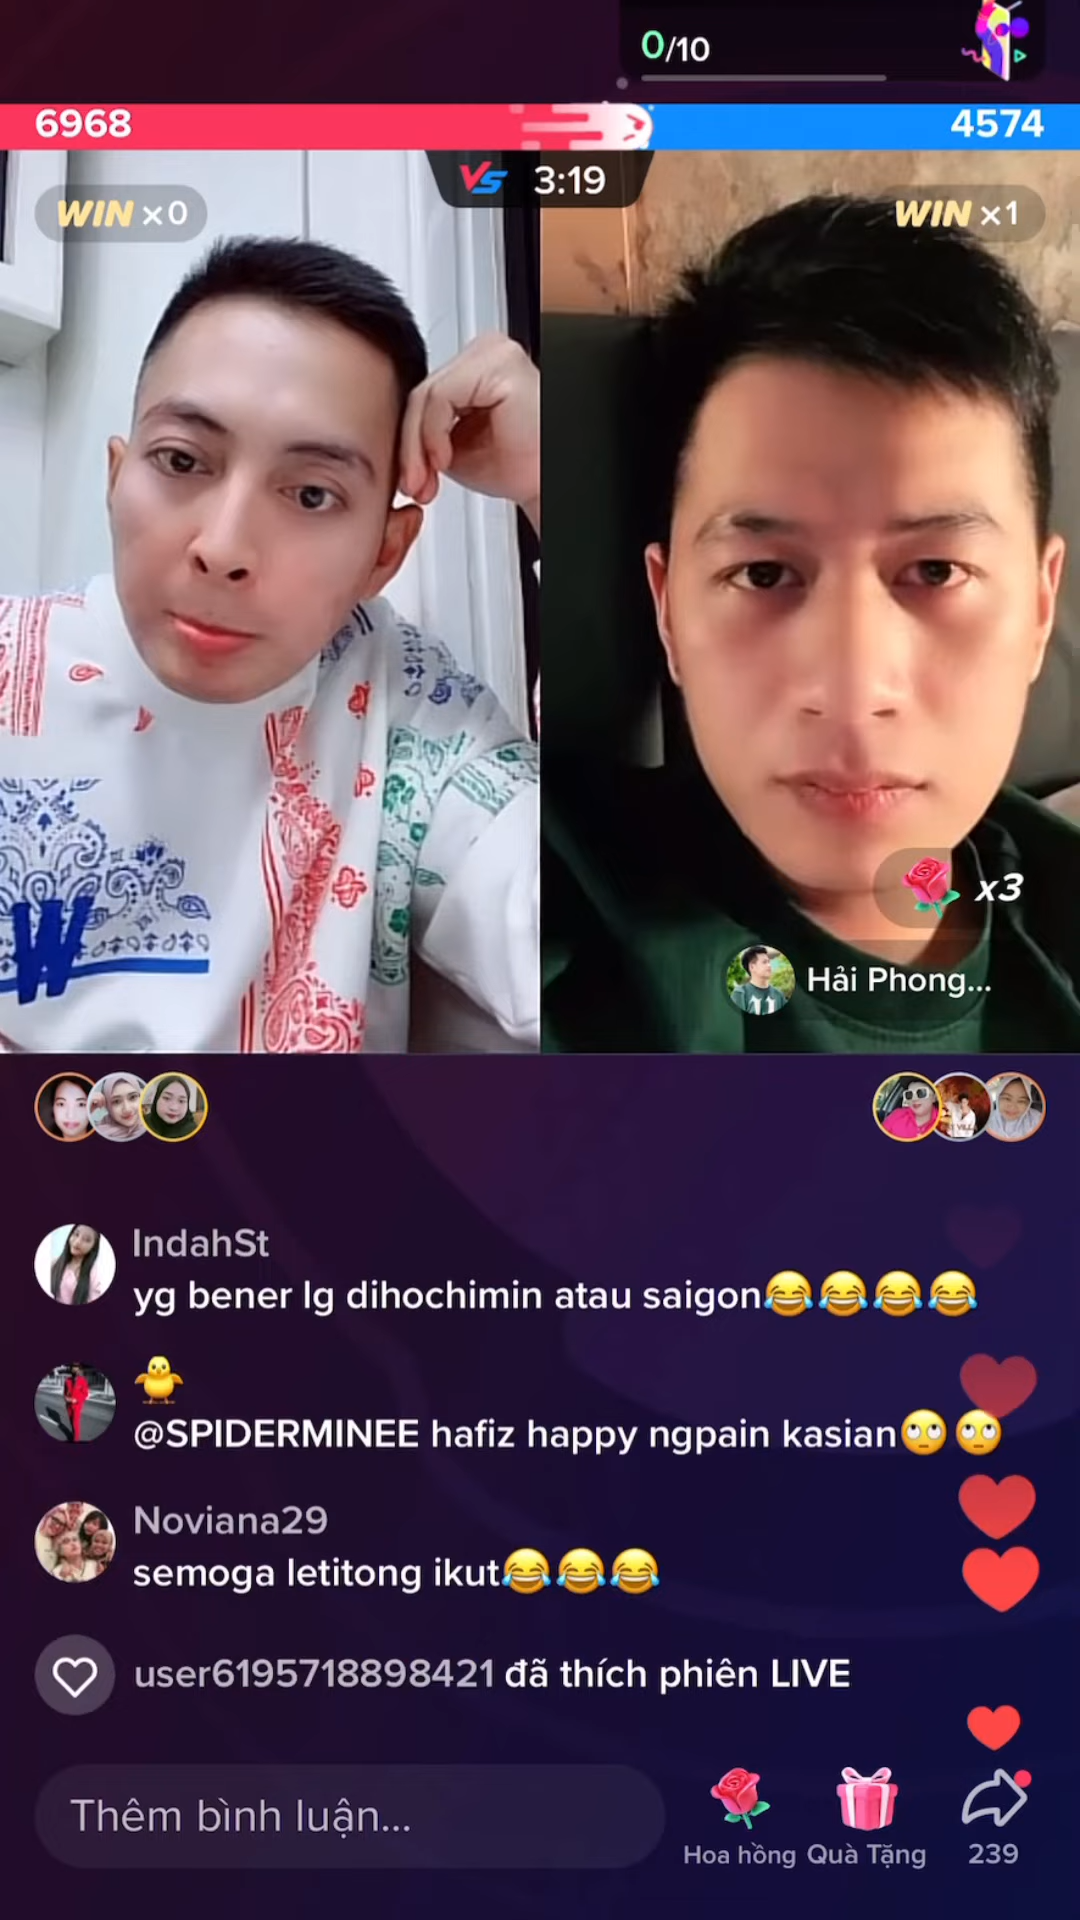 0/10
6968
4574
VS 3:19
WIN x0
WIN x1
W
x3
Hải Phong...
IndahSt
yg bener lg dihochimin atau saigon😂😂😂😂
🐥
@SPIDERMINEE hafiz happy ngpain kasian🙄🙄
Noviana29
semoga letitong ikut😂😂😂
user6195718898421 đã thích phiên LIVE
Thêm bình luận...
Hoa hồng
Quà Tặng
239